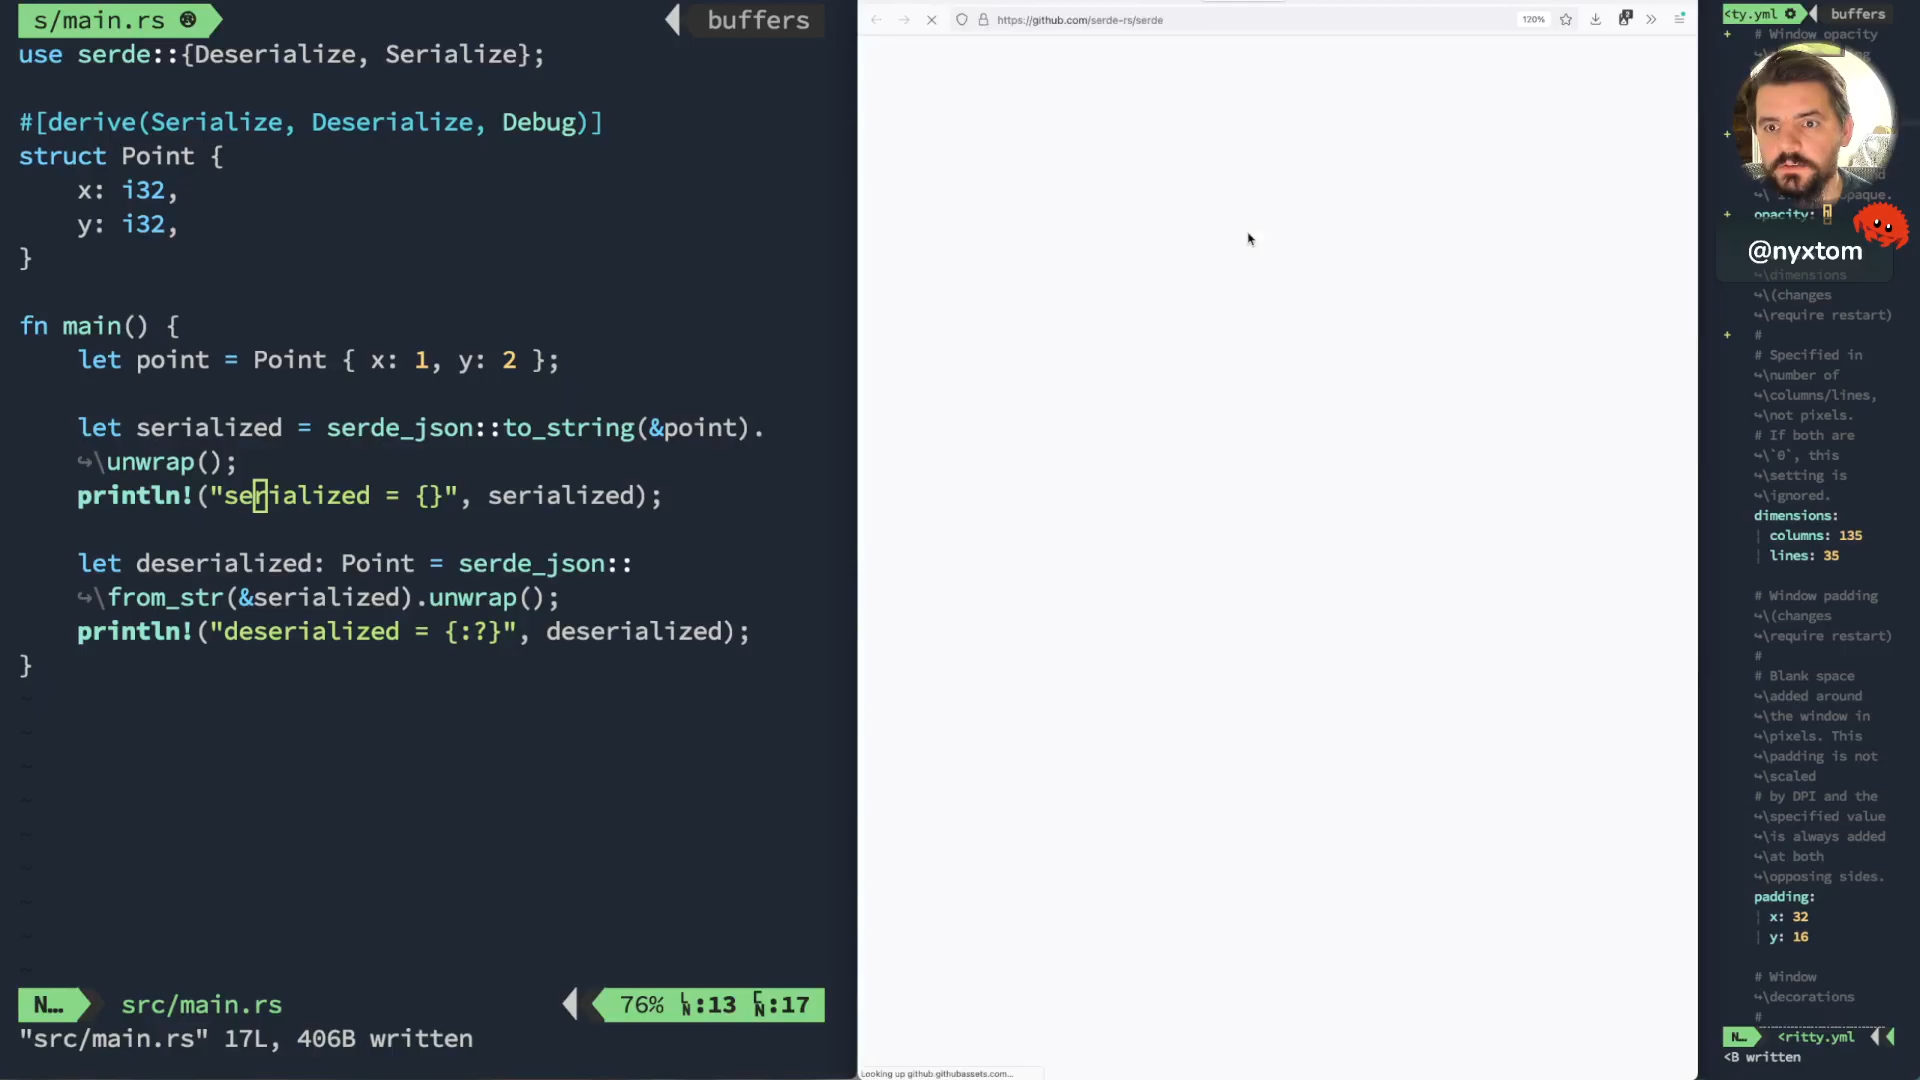 s/main.rs
buffers
use serde::{Deserialize, Serialize};
#[derive(Serialize, Deserialize, Debug)]
struct Point {
x: i32,
y: i32,
}
fn main() {
let point = Point { x: 1, y: 2 };
let serialized = serde_json::to_string(&point).
↪\unwrap();
println!("serialized = {}", serialized);
let deserialized: Point = serde_json::
↪\from_str(&serialized).unwrap();
println!("deserialized = {:?}", deserialized);
}
~
~
~
~
~
~
~
~
~
N… src/main.rs 76% LN:13 CN:17
"src/main.rs" 17L, 406B written
https://github.com/serde-rs/serde
120%
Looking up github.githubassets.com…
<ty.yml
buffers
+ # Window opacity
+
opaque.
+ opacity:
@nyxtom
↪\dimensions
↪\(changes
↪\require restart)
+ #
# Specified in
↪\number of
↪\columns/lines,
↪\not pixels.
# If both are
↪\`0`, this
↪\setting is
↪\ignored.
dimensions:
| columns: 135
| lines: 35
# Window padding
↪\(changes
↪\require restart)
#
# Blank space
↪\added around
↪\the window in
↪\pixels. This
↪\padding is not
↪\scaled
# by DPI and the
↪\specified value
↪\is always added
↪\at both
↪\opposing sides.
padding:
| x: 32
| y: 16
# Window
↪\decorations
#
N… <ritty.yml
<B written